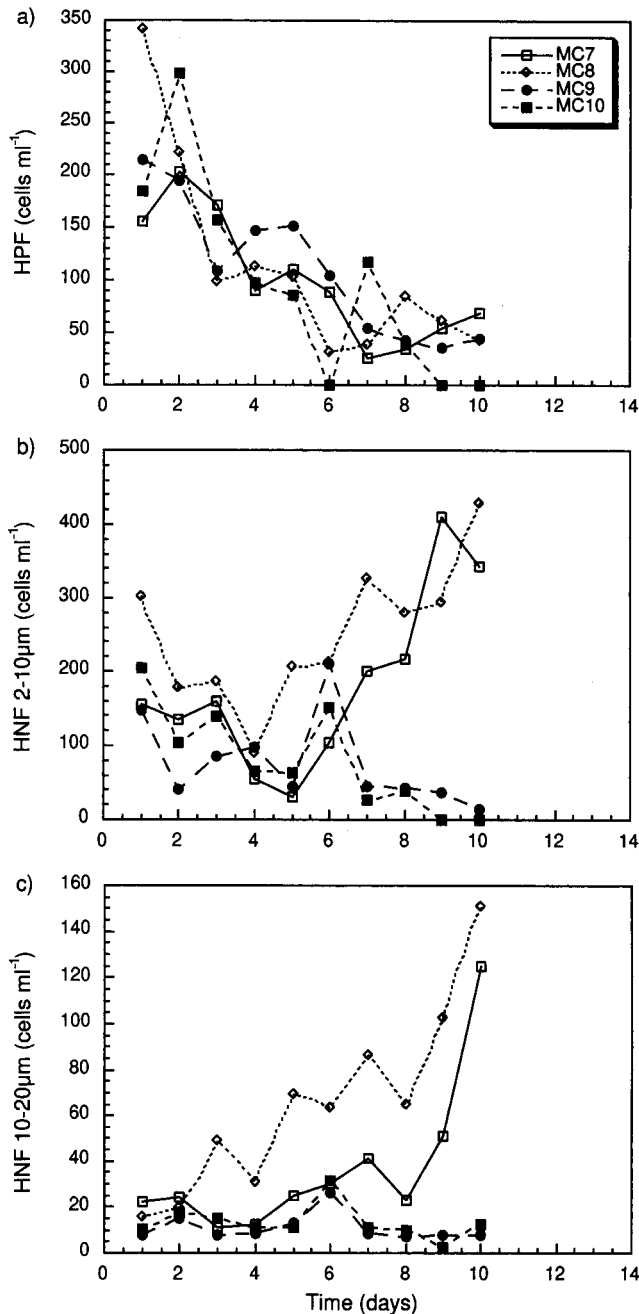 a)
350
300
250
200
150
100
50
0
HPF (cells ml⁻¹)
MC7
MC8
MC9
MC10
0 2 4 6 8 10 12 14
b)
500
400
300
200
100
0
HNF 2-10µm (cells ml⁻¹)
0 2 4 6 8 10 12 14
c)
160
140
120
100
80
60
40
20
0
HNF 10-20µm (cells ml⁻¹)
0 2 4 6 8 10 12 14
Time (days)